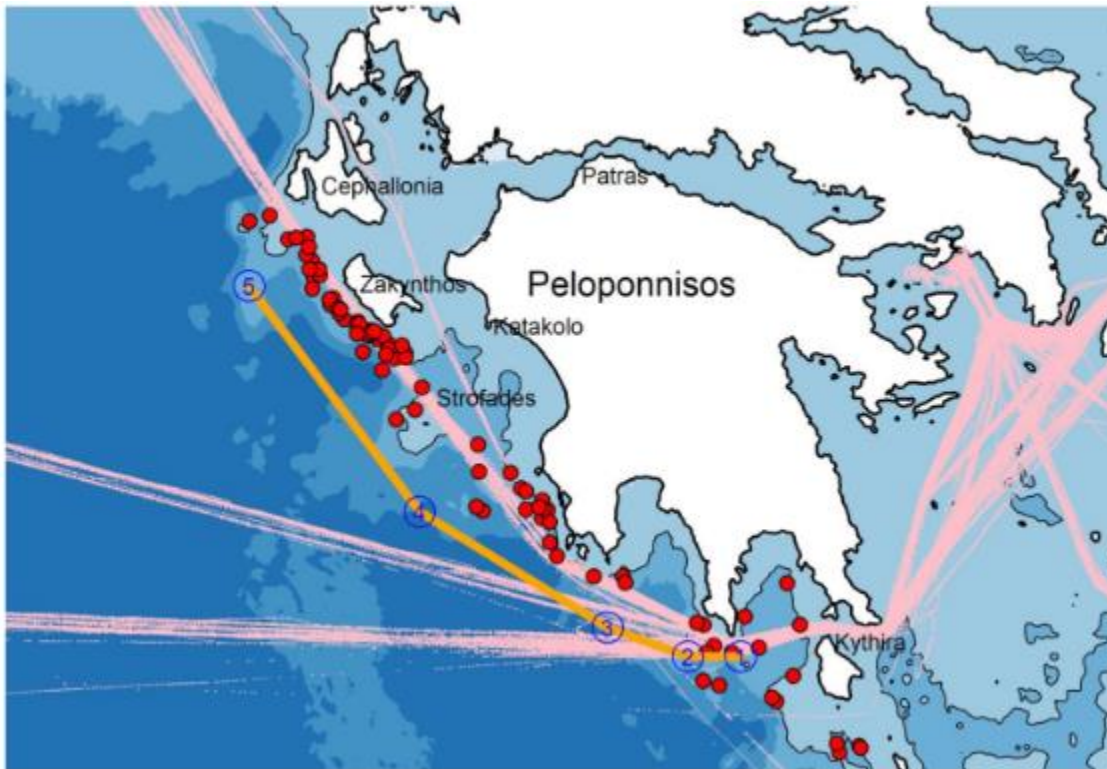 Patras
Cephallonia
Zakynthos
Peloponnisos
5
Katakolo
Strofades
4
3
Kythira
2
1